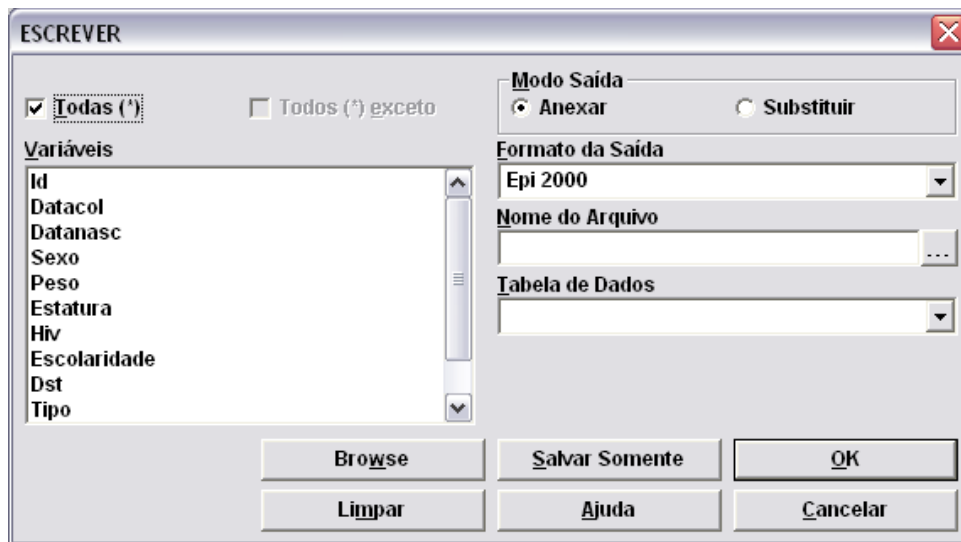 ESCREVER
Todas (*)
Todos (*) exceto
Modo Saída
Anexar
Substituir
Variáveis
Id
Datacol
Datanasc
Sexo
Peso
Estatura
Hiv
Escolaridade
Dst
Tipo
Formato da Saída
Epi 2000
Nome do Arquivo
...
Tabela de Dados
Browse
Salvar Somente
OK
Limpar
Ajuda
Cancelar